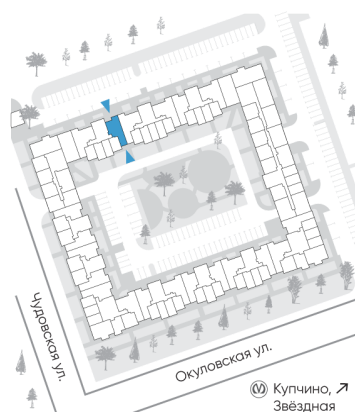 Чудовская ул.
Окуловская ул.
Купчино,
Звёздная